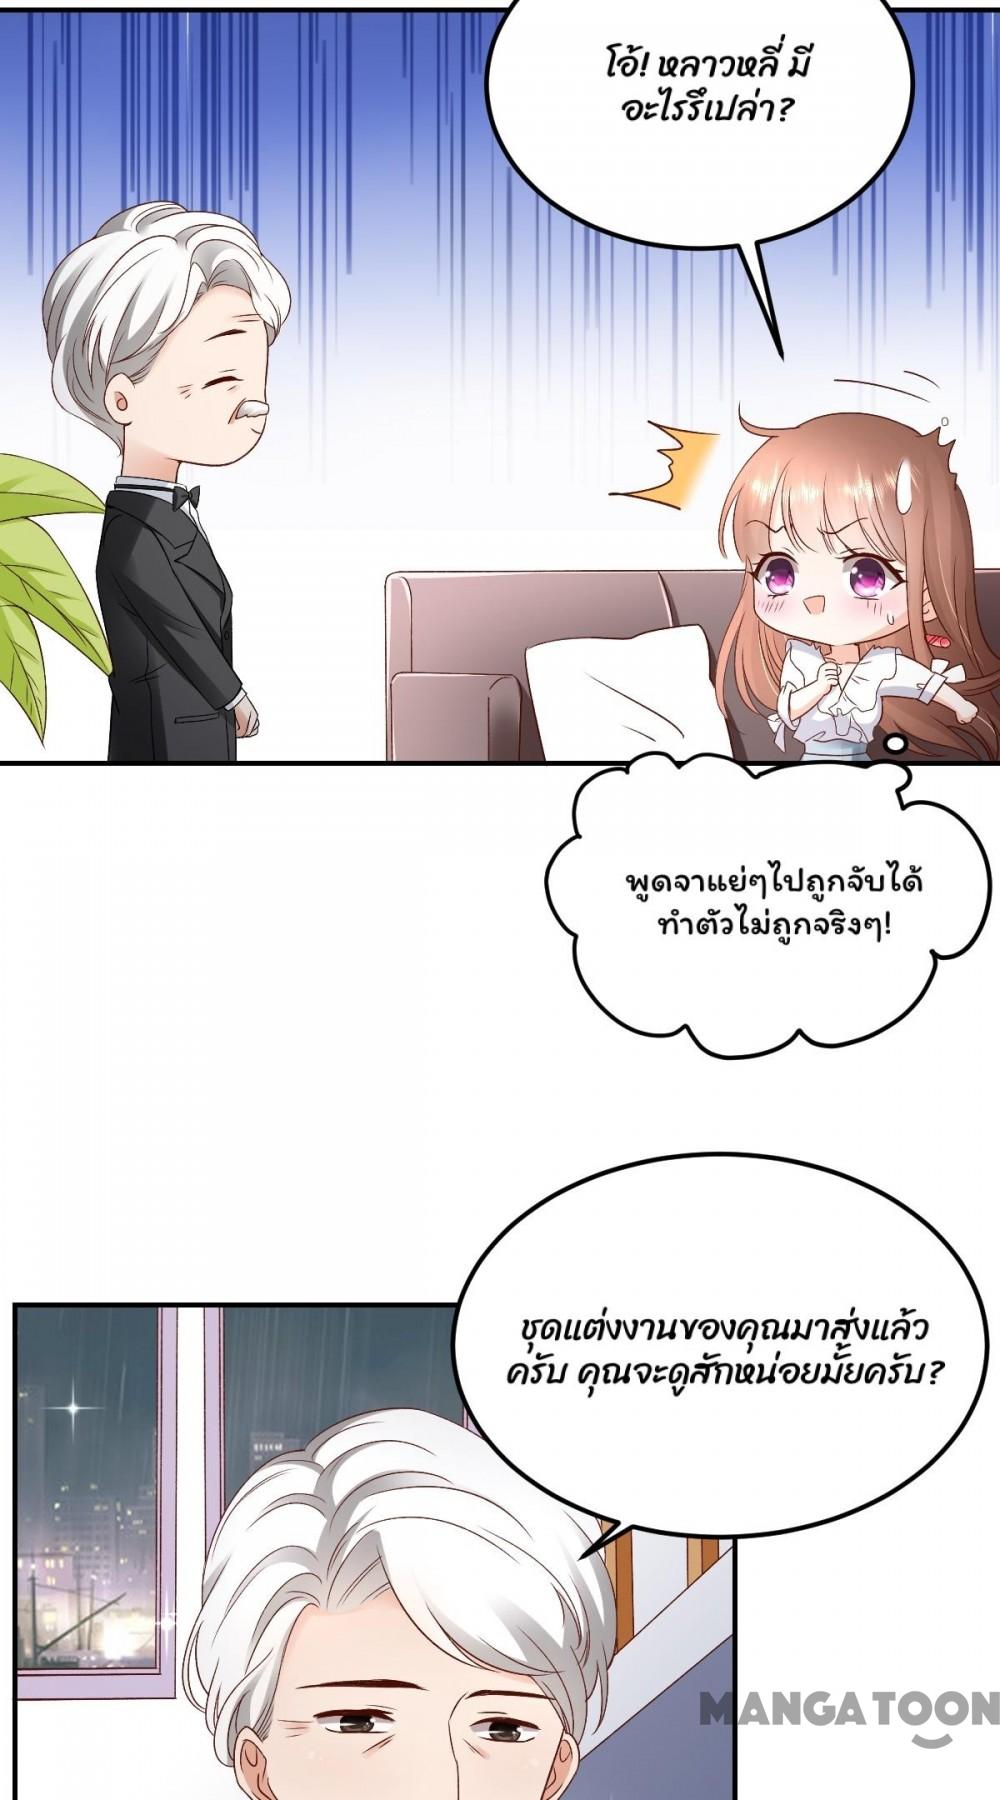 โอ้! หลาวหลี่ มี
อะไรรึเปล่า?
พูดจาแย่ๆไปถูกจับได้
ทำตัวไม่ถูกจริงๆ!
ชุดแต่งงานของคุณมาส่งแล้ว
ครับ คุณจะดูสักหน่อยมั้ยครับ?
MANGATOON